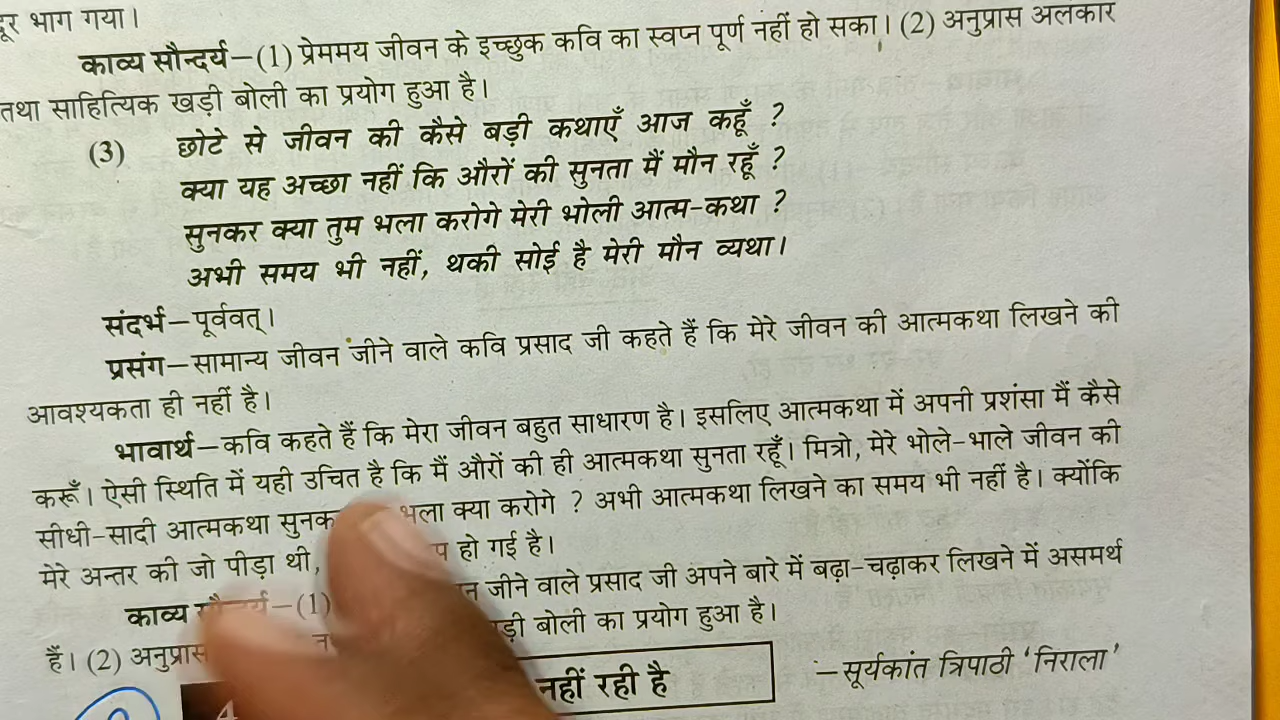 दूर भाग गया।
काव्य सौन्दर्य–(1) प्रेममय जीवन के इच्छुक कवि का स्वप्न पूर्ण नहीं हो सका। (2) अनुप्रास अलंकार
तथा साहित्यिक खड़ी बोली का प्रयोग हुआ है।
(3) छोटे से जीवन की कैसे बड़ी कथाएँ आज कहूँ ?
क्या यह अच्छा नहीं कि औरों की सुनता मैं मौन रहूँ ?
सुनकर क्या तुम भला करोगे मेरी भोली आत्म-कथा ?
अभी समय भी नहीं, थकी सोई है मेरी मौन व्यथा।
संदर्भ–पूर्ववत्।
प्रसंग–सामान्य जीवन जीने वाले कवि प्रसाद जी कहते हैं कि मेरे जीवन की आत्मकथा लिखने की
आवश्यकता ही नहीं है।
भावार्थ–कवि कहते हैं कि मेरा जीवन बहुत साधारण है। इसलिए आत्मकथा में अपनी प्रशंसा मैं कैसे
करूँ। ऐसी स्थिति में यही उचित है कि मैं औरों की ही आत्मकथा सुनता रहूँ। मित्रो, मेरे भोले-भाले जीवन की
सीधी-सादी आत्मकथा भला क्या करोगे ? अभी आत्मकथा लिखने का समय भी नहीं है। क्योंकि
मेरे अन्तर की जो पीड़ा थी, हो गई है।
काव्य सौन्दर्य–(1) जीने वाले प्रसाद जी अपने बारे में बढ़ा-चढ़ाकर लिखने में असमर्थ
हैं। (2) अनुप्रास बोली का प्रयोग हुआ है।
नहीं रही है –सूर्यकांत त्रिपाठी 'निराला'